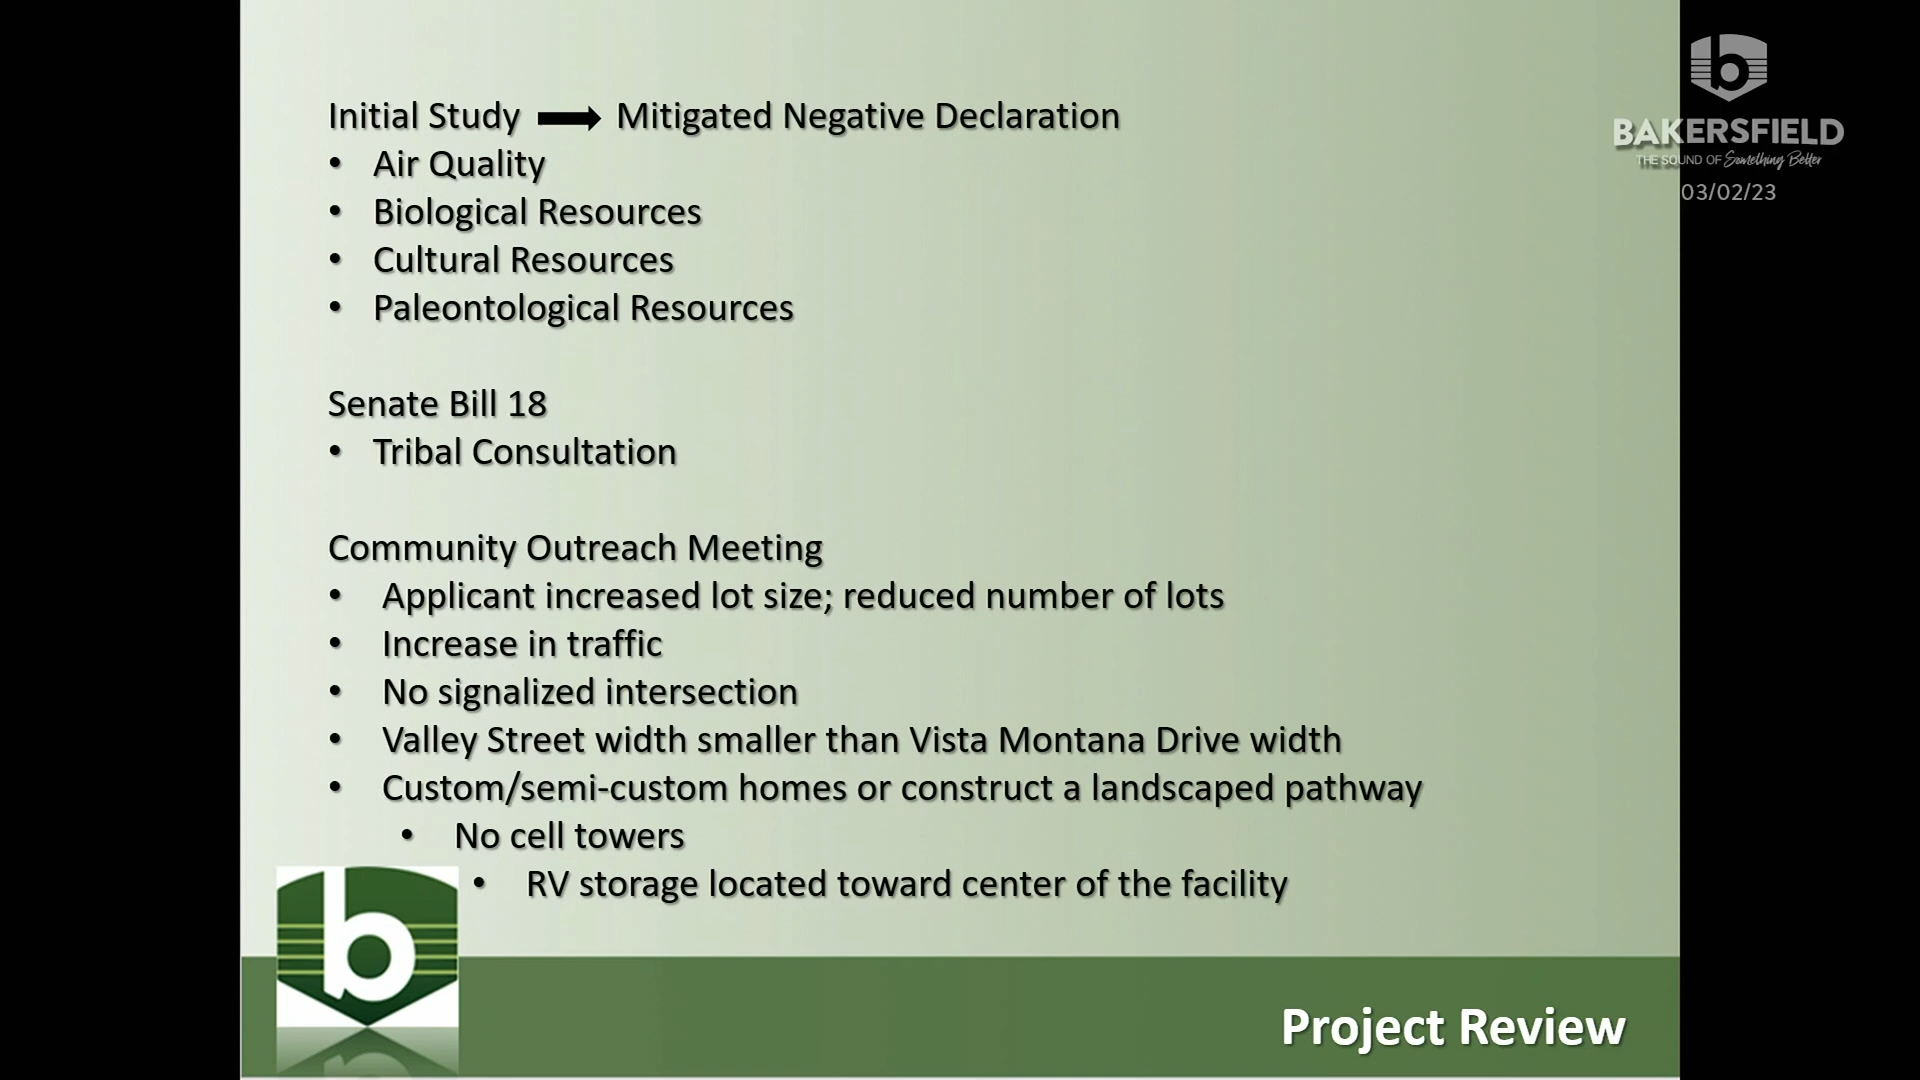 Initial Study Mitigated Negative Declaration
• Air Quality
• Biological Resources
• Cultural Resources
• Paleontological Resources
Senate Bill 18
• Tribal Consultation
Community Outreach Meeting
• Applicant increased lot size; reduced number of lots
• Increase in traffic
• No signalized intersection
• Valley Street width smaller than Vista Montana Drive width
• Custom/semi-custom homes or construct a landscaped pathway
• No cell towers
• RV storage located toward center of the facility
b
Project Review
b
BAKERSFIELD
THE SOUND OF Something Better
03/02/23